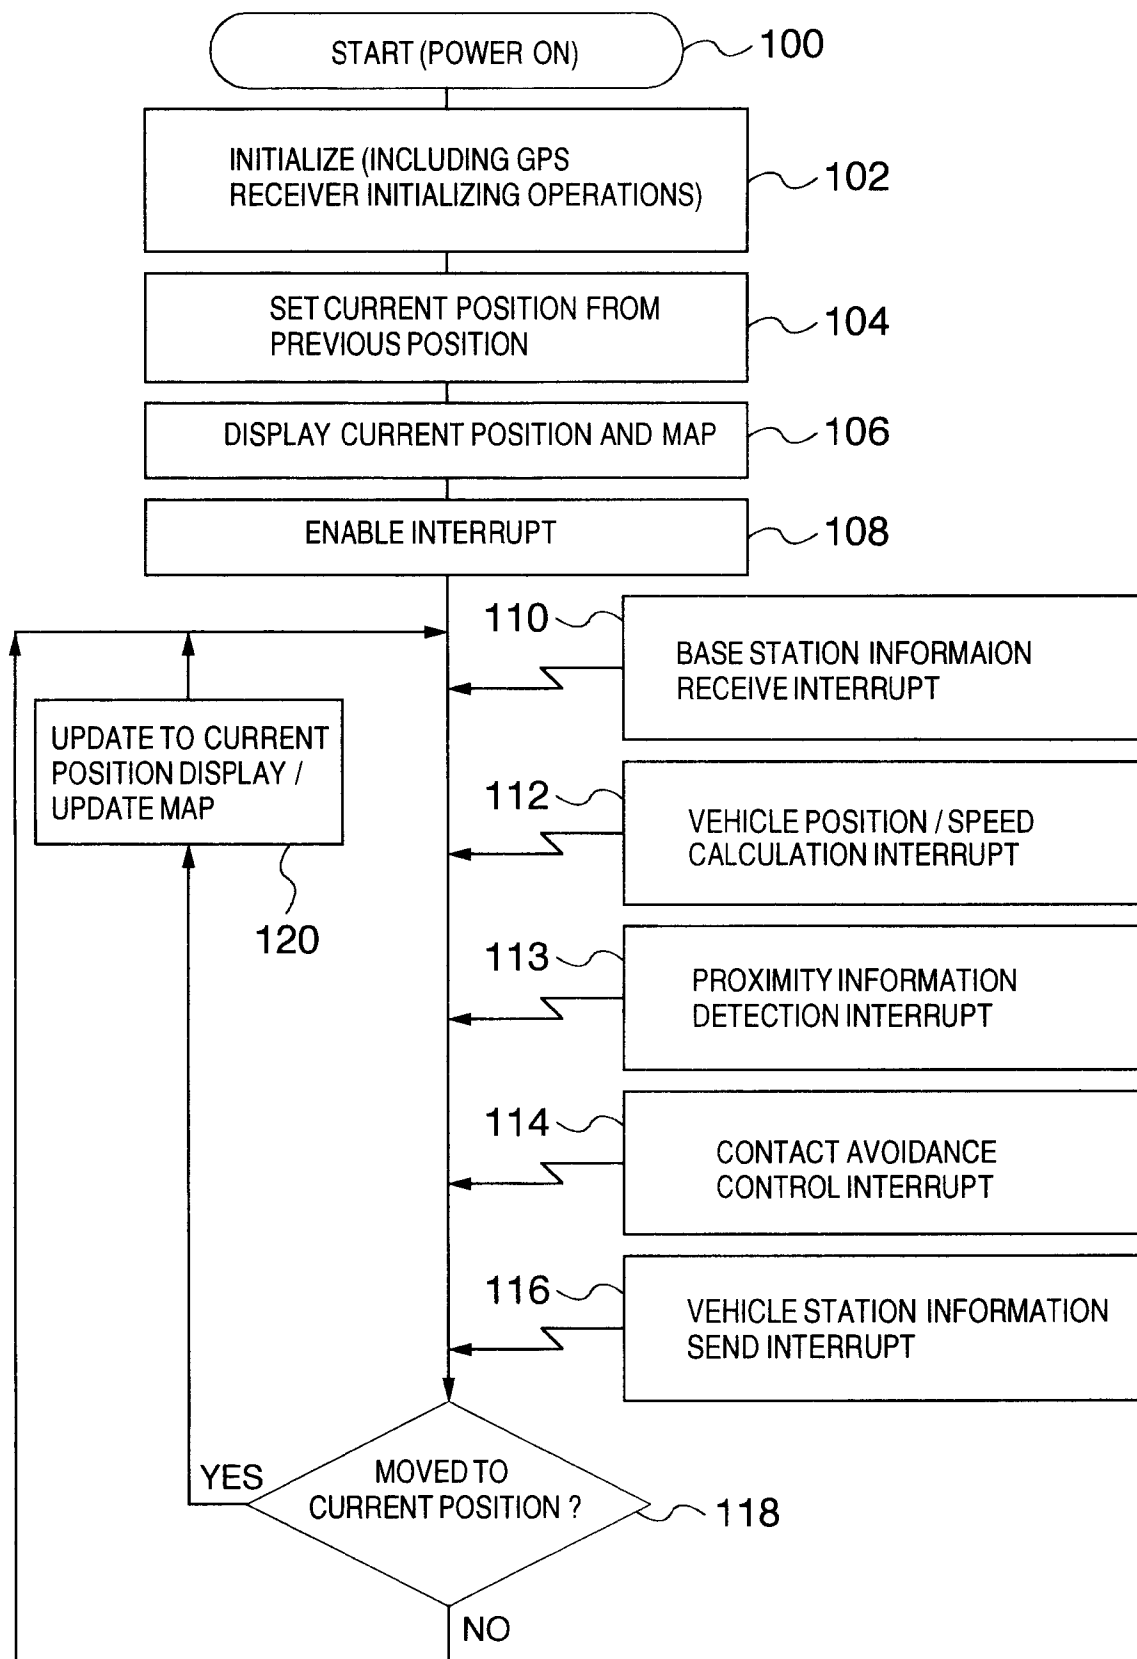 START (POWER ON)
100
INITIALIZE (INCLUDING GPS
RECEIVER INITIALIZING OPERATIONS)
102
SET CURRENT POSITION FROM
PREVIOUS POSITION
104
DISPLAY CURRENT POSITION AND MAP
106
ENABLE INTERRUPT
108
110
BASE STATION INFORMAION
RECEIVE INTERRUPT
UPDATE TO CURRENT
POSITION DISPLAY /
UPDATE MAP
120
112
VEHICLE POSITION / SPEED
CALCULATION INTERRUPT
113
PROXIMITY INFORMATION
DETECTION INTERRUPT
114
CONTACT AVOIDANCE
CONTROL INTERRUPT
116
VEHICLE STATION INFORMATION
SEND INTERRUPT
YES
MOVED TO
CURRENT POSITION ?
118
NO